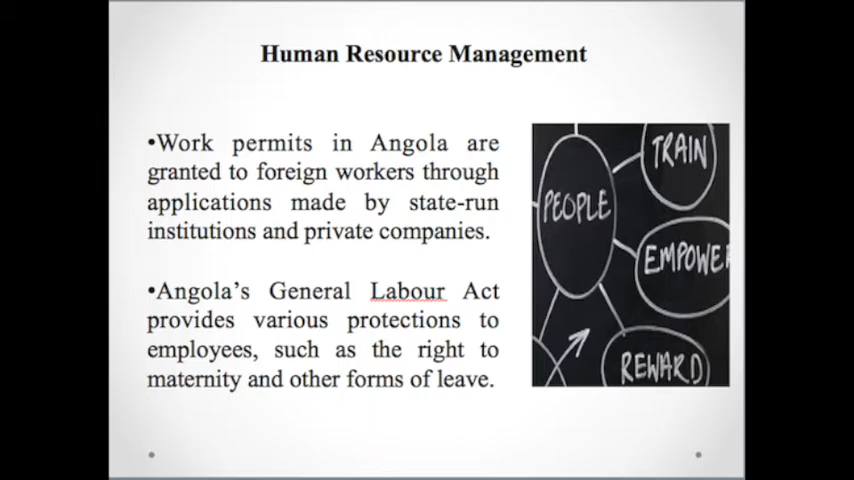 Human Resource Management
•Work permits in Angola are
granted to foreign workers through
applications made by state-run
institutions and private companies.
•Angola's General Labour Act
provides various protections to
employees, such as the right to
maternity and other forms of leave.
TRAIN
PEOPLE
EMPOWER
REWARD